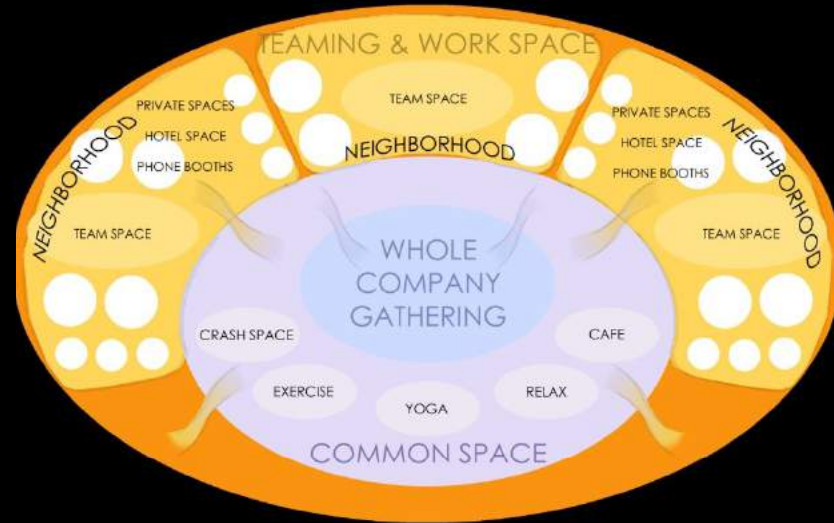 TEAMING & WORK SPACE
TEAM SPACE
NEIGHBORHOOD
NEIGHBORHOOD
PRIVATE SPACES
HOTEL SPACE
PHONE BOOTHS
TEAM SPACE
PRIVATE SPACES
HOTEL SPACE
PHONE BOOTHS
NEIGHBORHOOD
TEAM SPACE
WHOLE
COMPANY
GATHERING
CRASH SPACE
CAFE
EXERCISE
YOGA
RELAX
COMMON SPACE